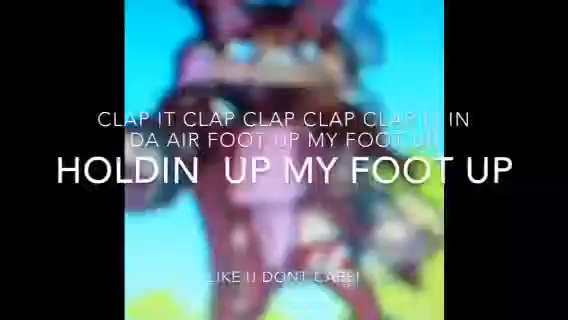 CLAP IT CLAP CLAP CLAP CLAP IT IN
DA AIR FOOT UP MY FOOT UP
HOLDIN UP MY FOOT UP
LIKE U DONT CARE!